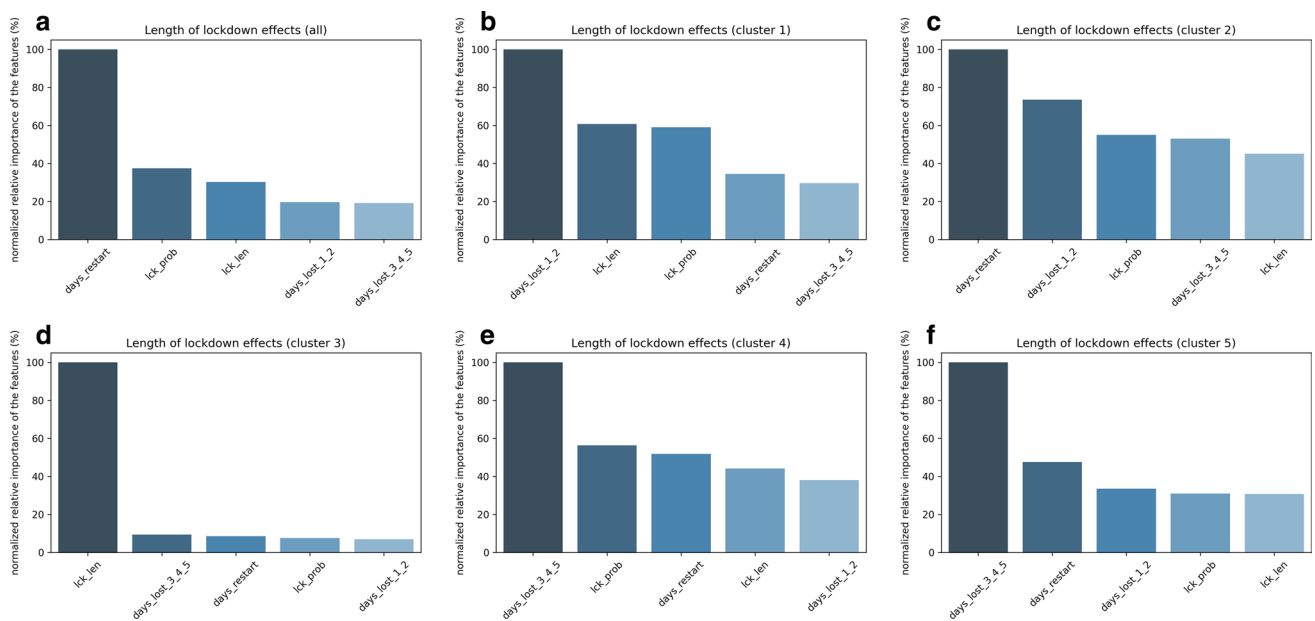 a
Length of lockdown effects (all)
normalized relative importance of the features (%)
100
80
60
40
20
0
days_restart
lck_prob
lck_len
days_lost_1_2
days_lost_3_4_5
b
Length of lockdown effects (cluster 1)
normalized relative importance of the features (%)
100
80
60
40
20
0
days_lost_1_2
lck_len
lck_prob
days_restart
days_lost_3_4_5
c
Length of lockdown effects (cluster 2)
normalized relative importance of the features (%)
100
80
60
40
20
0
days_restart
days_lost_1_2
lck_prob
days_lost_3_4_5
lck_len
d
Length of lockdown effects (cluster 3)
normalized relative importance of the features (%)
100
80
60
40
20
0
lck_len
days_lost_3_4_5
days_restart
lck_prob
days_lost_1_2
e
Length of lockdown effects (cluster 4)
normalized relative importance of the features (%)
100
80
60
40
20
0
days_lost_3_4_5
lck_prob
days_restart
lck_len
days_lost_1_2
f
Length of lockdown effects (cluster 5)
normalized relative importance of the features (%)
100
80
60
40
20
0
days_lost_3_4_5
days_restart
days_lost_1_2
lck_prob
lck_len